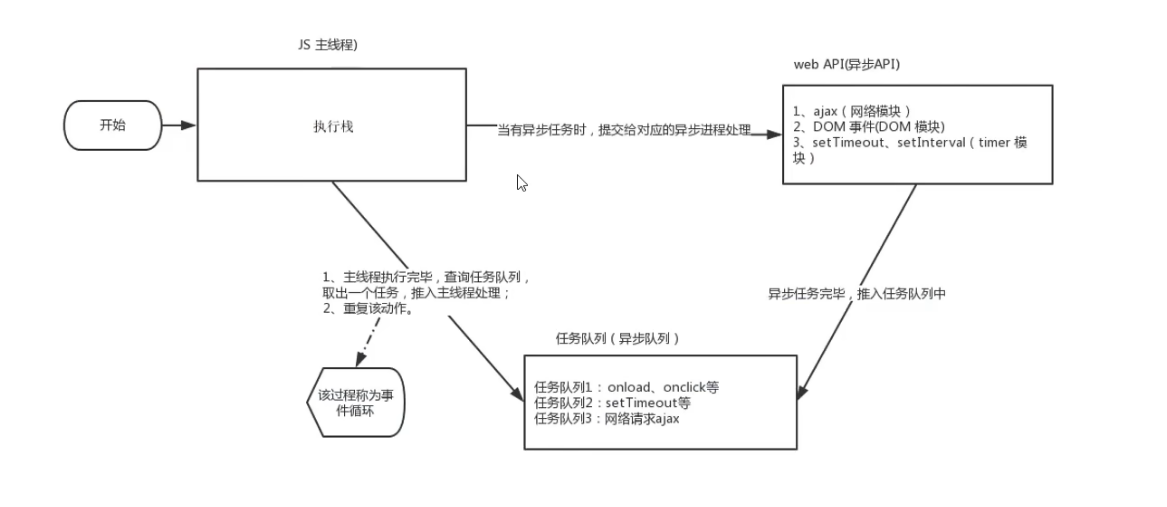 JS 主线程)
web API(异步API)
开始
执行栈
当有异步任务时，提交给对应的异步进程处理
1、ajax（网络模块）
2、DOM 事件(DOM 模块)
3、setTimeout、setInterval（timer 模
块）
1、主线程执行完毕，查询任务队列，
取出一个任务，推入主线程处理；
2、重复该动作。
异步任务完毕，推入任务队列中
该过程称为事
件循环
任务队列（异步队列）
任务队列1：onload、onclick等
任务队列2：setTimeout等
任务队列3：网络请求ajax